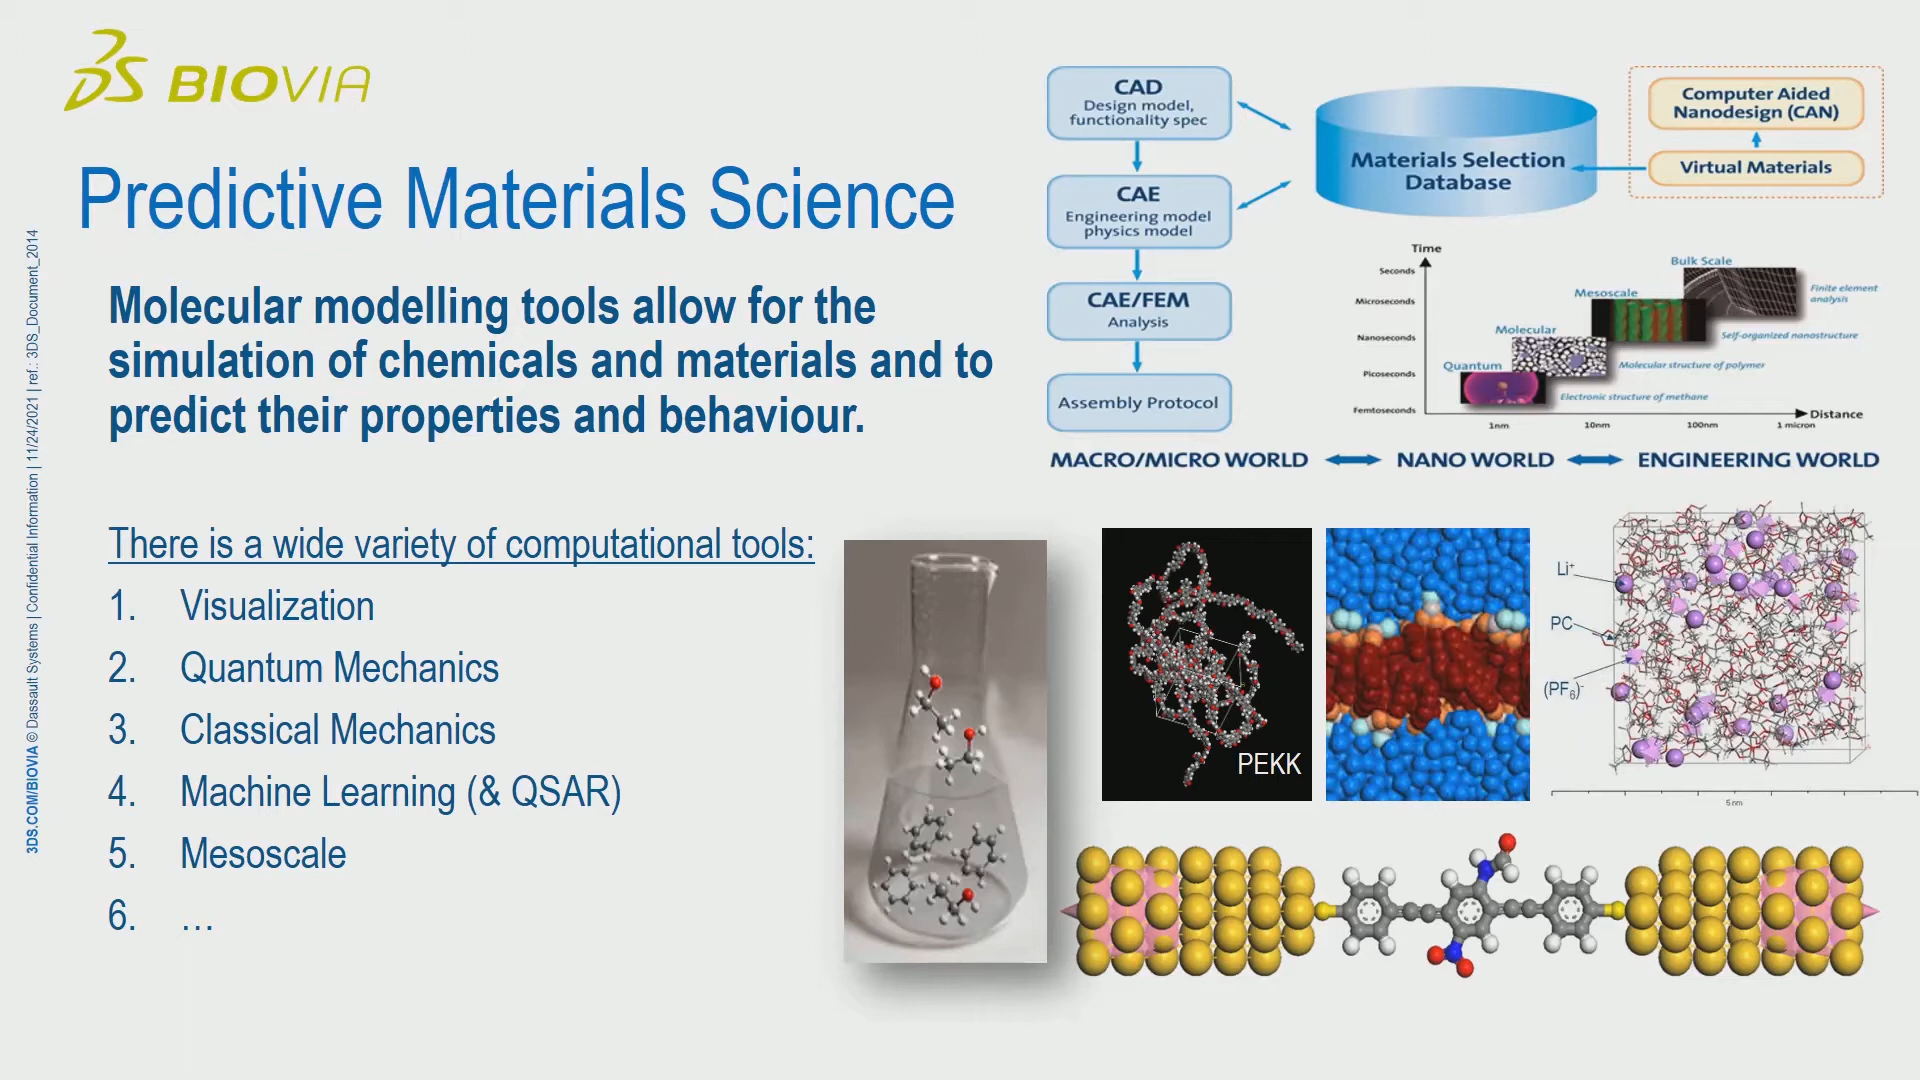 3DS BIOVIA
Predictive Materials Science
Molecular modelling tools allow for the
simulation of chemicals and materials and to
predict their properties and behaviour.
There is a wide variety of computational tools:
1. Visualization
2. Quantum Mechanics
3. Classical Mechanics
4. Machine Learning (& QSAR)
5. Mesoscale
6. …
3DS.COM/BIOVIA © Dassault Systems | Confidential Information | 11/24/2021 | ref.: 3DS_Document_2014
CAD
Design model,
functionality spec
CAE
Engineering model
physics model
CAE/FEM
Analysis
Assembly Protocol
Materials Selection
Database
Computer Aided
Nanodesign (CAN)
Virtual Materials
Time
Seconds
Microseconds
Nanoseconds
Picoseconds
Femtoseconds
Bulk Scale
Finite element
analysis
Mesoscale
Self-organized nanostructure
Molecular
Molecular structure of polymer
Quantum
Electronic structure of methane
Distance
1nm 10nm 100nm 1 micron
MACRO/MICRO WORLD NANO WORLD ENGINEERING WORLD
PEKK
Li⁺
PC
(PF₆)⁻
5 nm